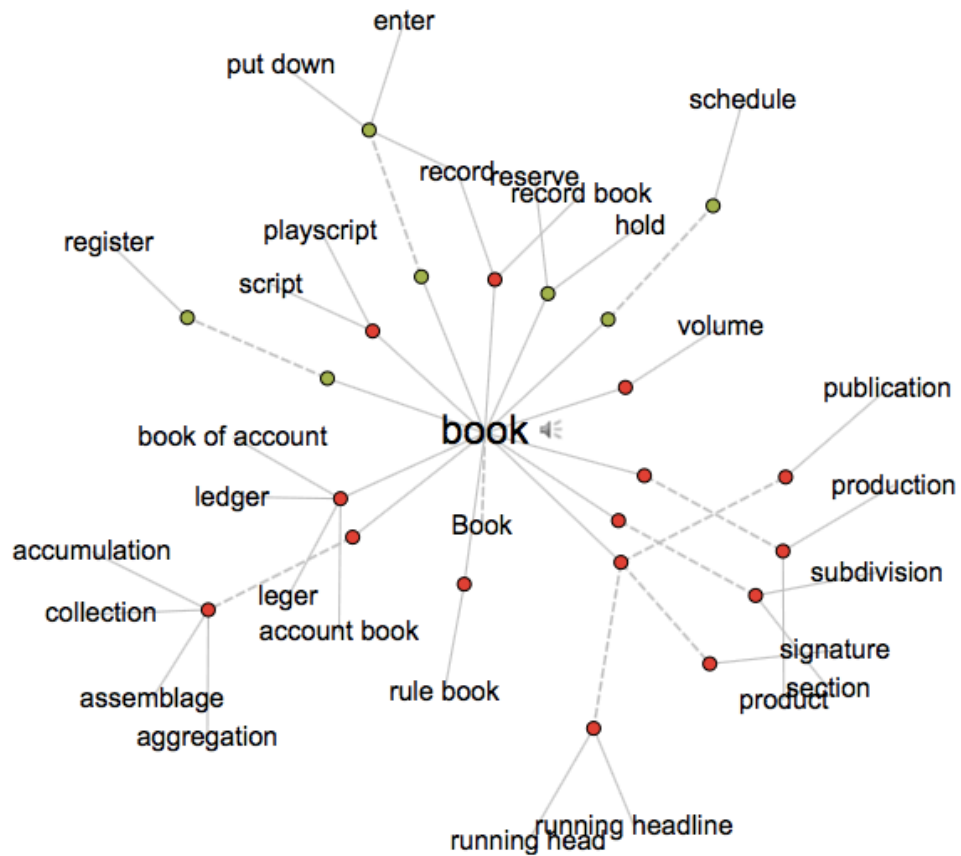 enter
put down
schedule
record
reserve
record book
hold
playscript
register
script
volume
publication
book
book of account
production
ledger
Book
accumulation
subdivision
leger
collection
account book
signature
section
rule book
assemblage
product
aggregation
running headline
running head